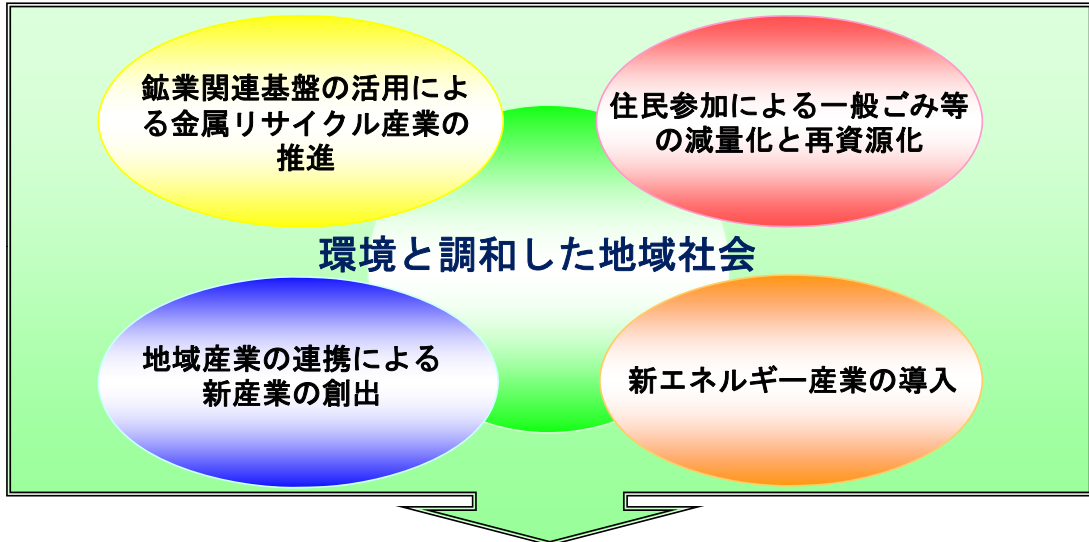 鉱業関連基盤の活用によ
る金属リサイクル産業の
推進
住民参加による一般ごみ等
の減量化と再資源化
環境と調和した地域社会
地域産業の連携による
新産業の創出
新エネルギー産業の導入